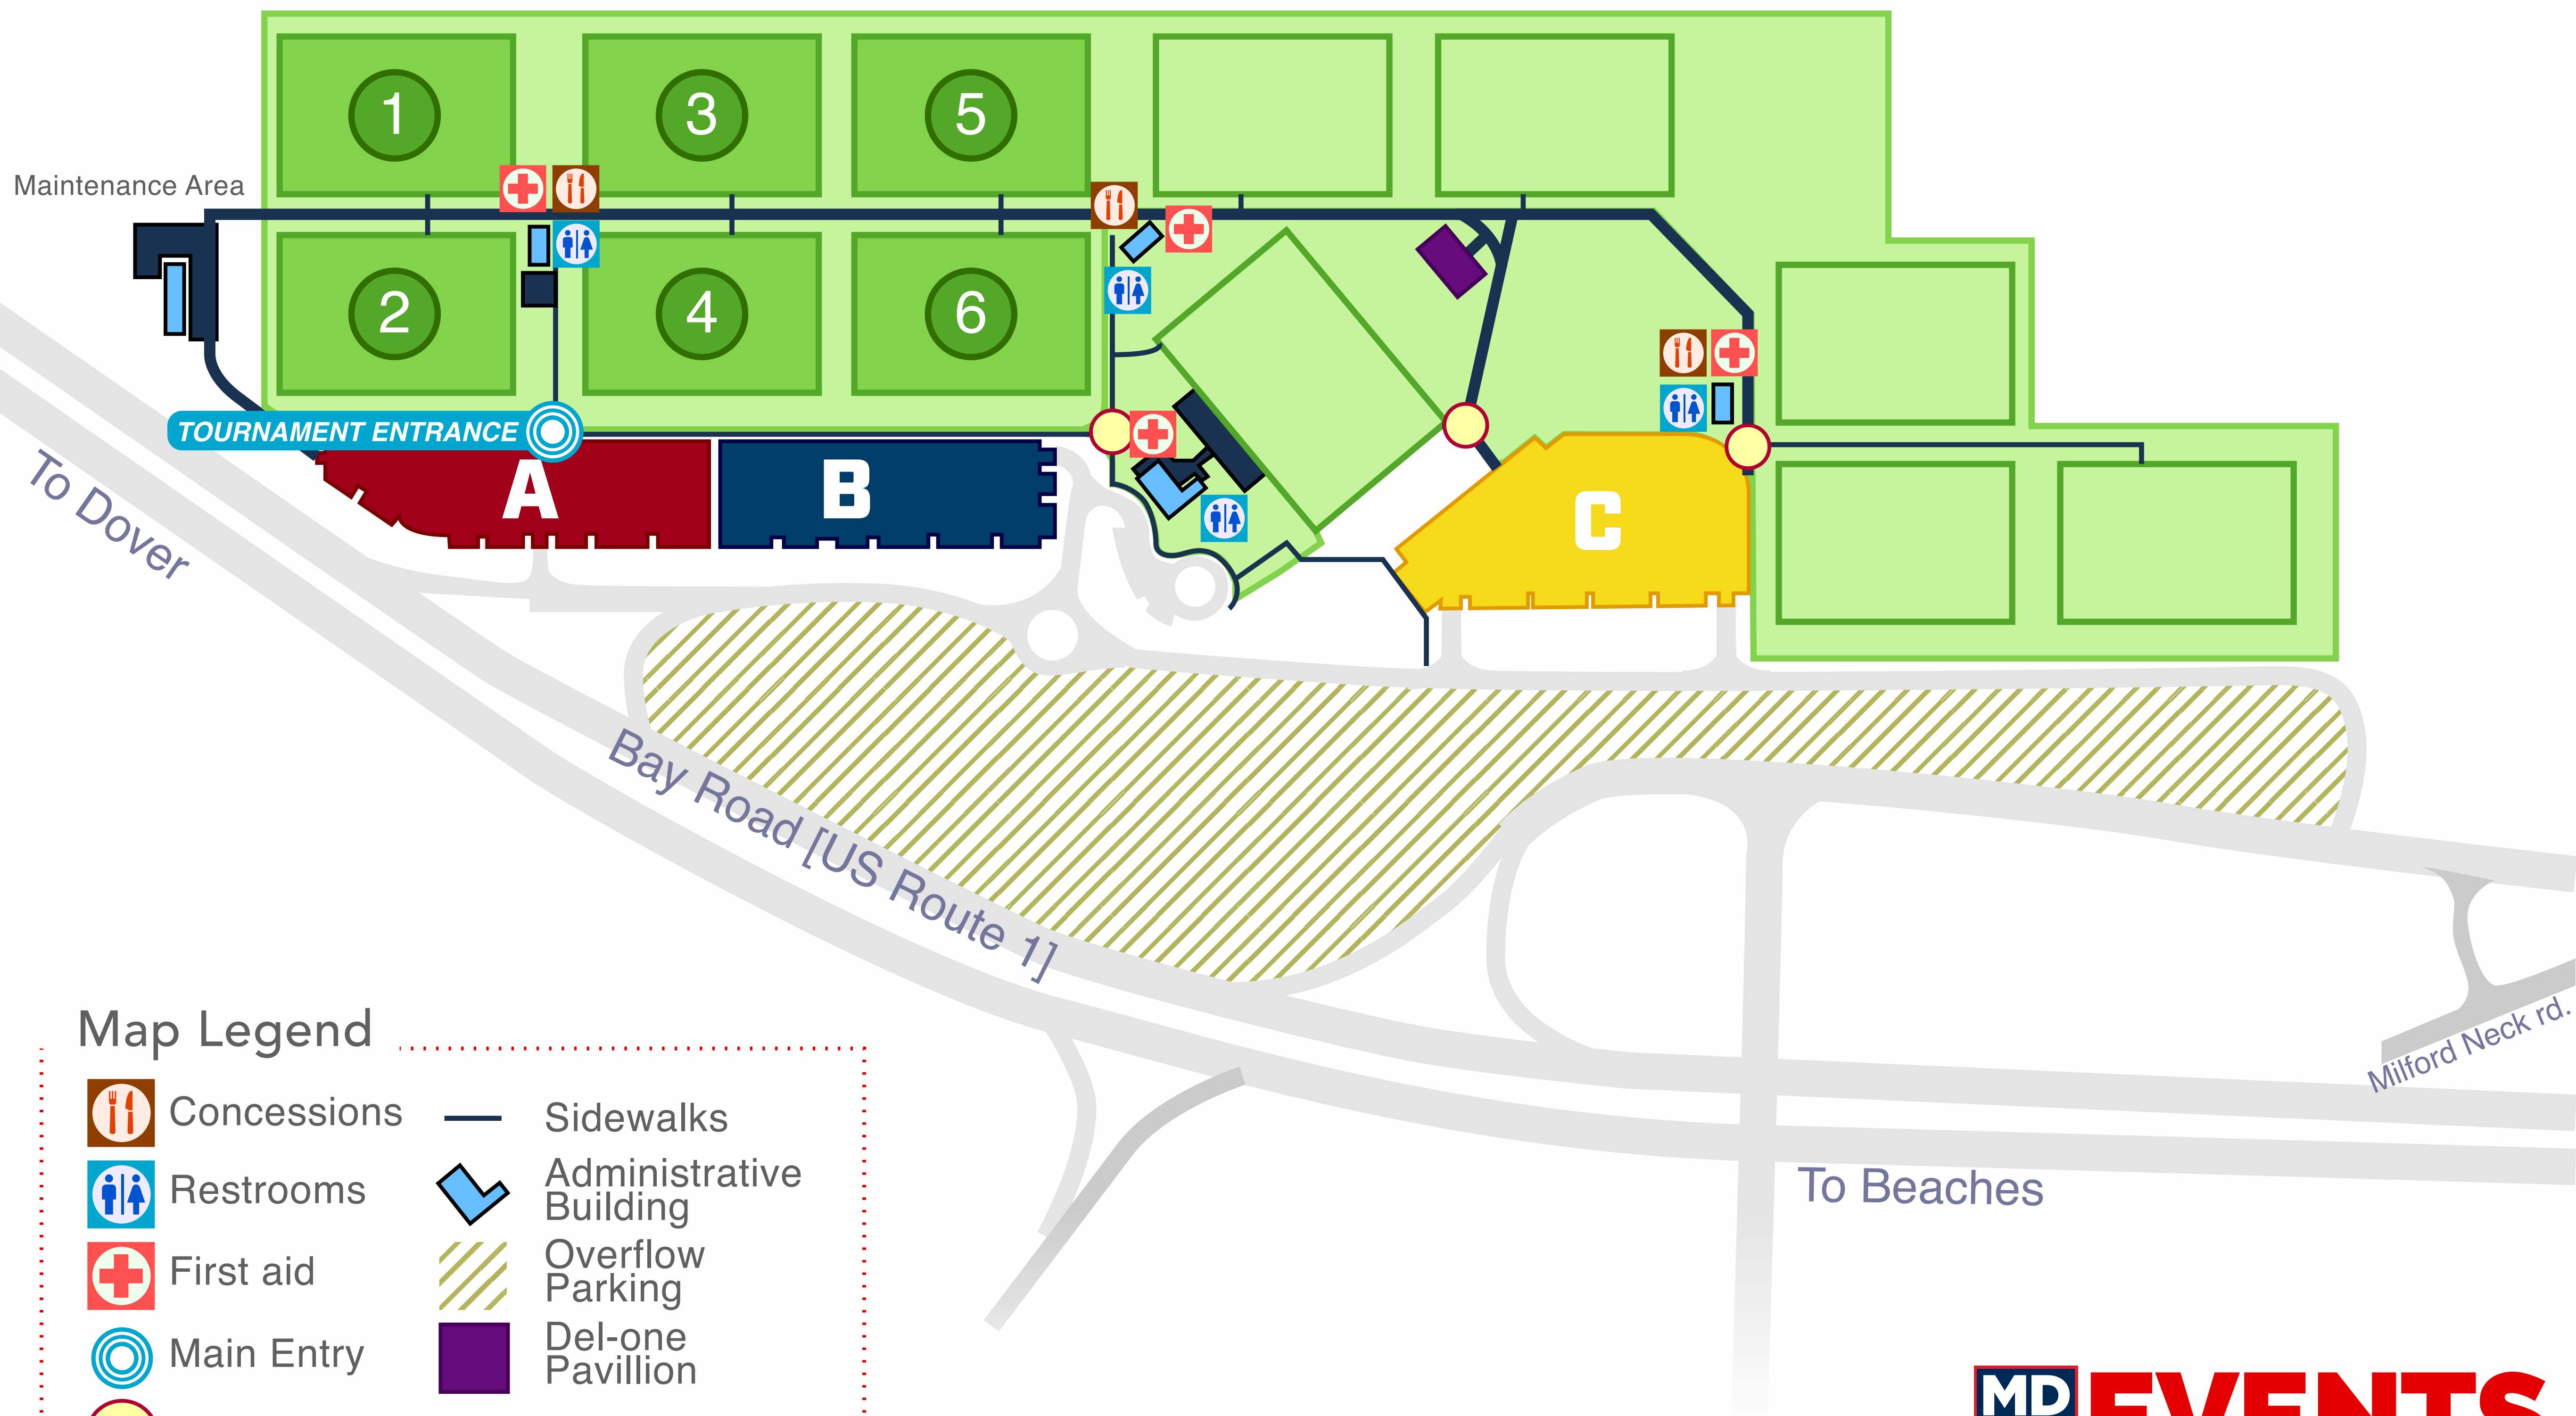 1
3
5
Maintenance Area
2
4
6
TOURNAMENT ENTRANCE
A
B
C
To Dover
Bay Road [US Route 1]
Milford Neck rd.
To Beaches
Map Legend
Concessions
Restrooms
First aid
Main Entry
Sidewalks
Administrative
Building
Overflow
Parking
Del-one
Pavillion
MD
EVENTS